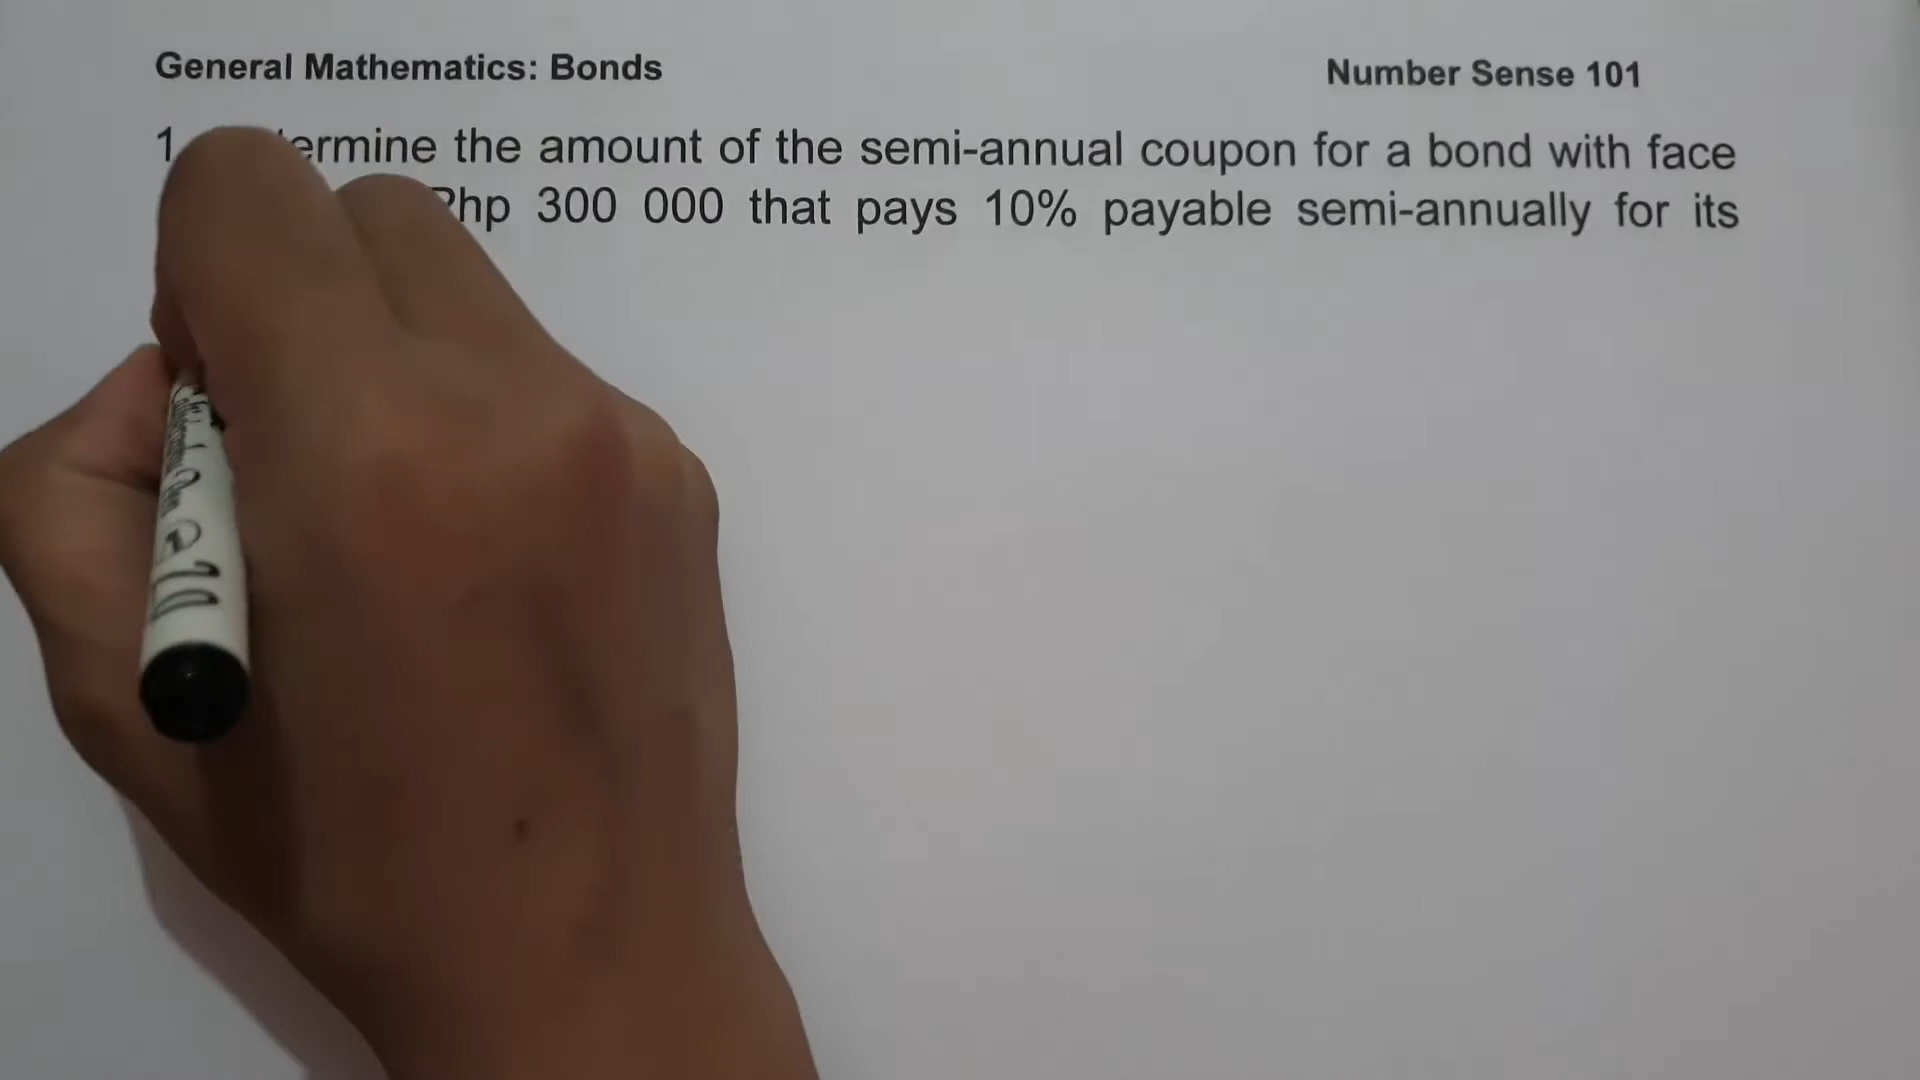 General Mathematics: Bonds
Number Sense 101
1 ermine the amount of the semi-annual coupon for a bond with face
Php 300 000 that pays 10% payable semi-annually for its